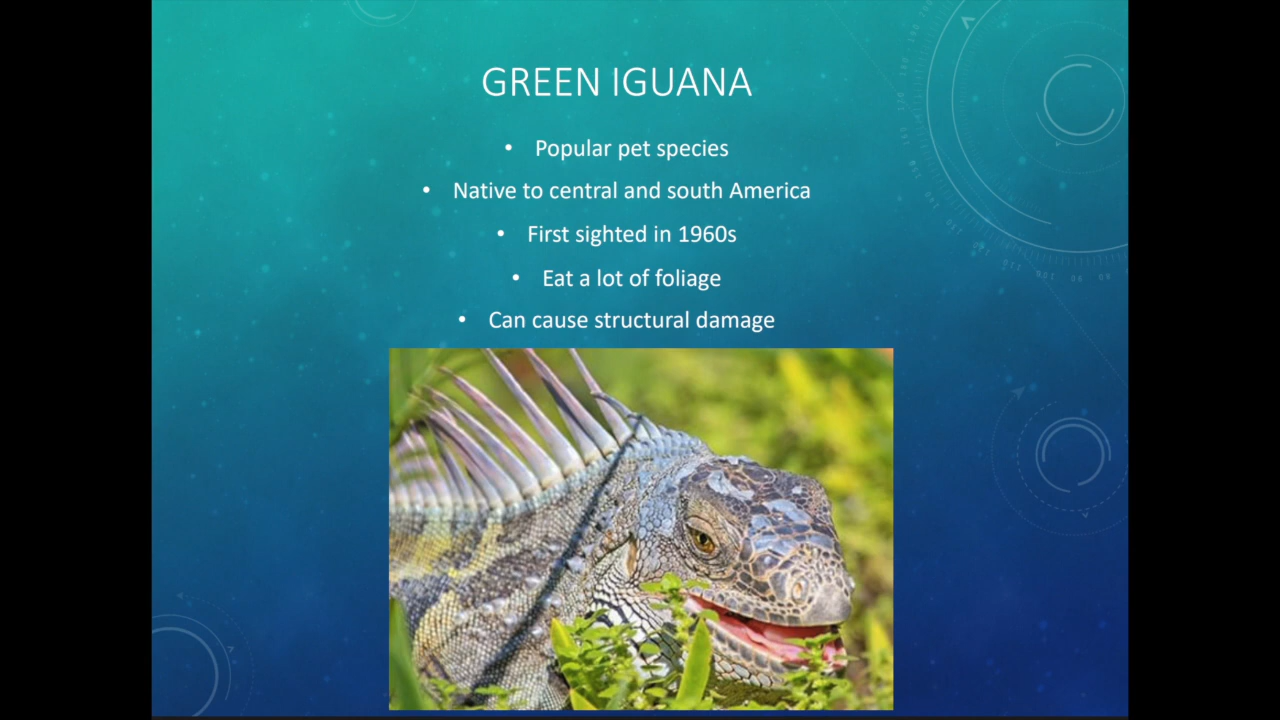 GREEN IGUANA
• Popular pet species
• Native to central and south America
• First sighted in 1960s
• Eat a lot of foliage
• Can cause structural damage